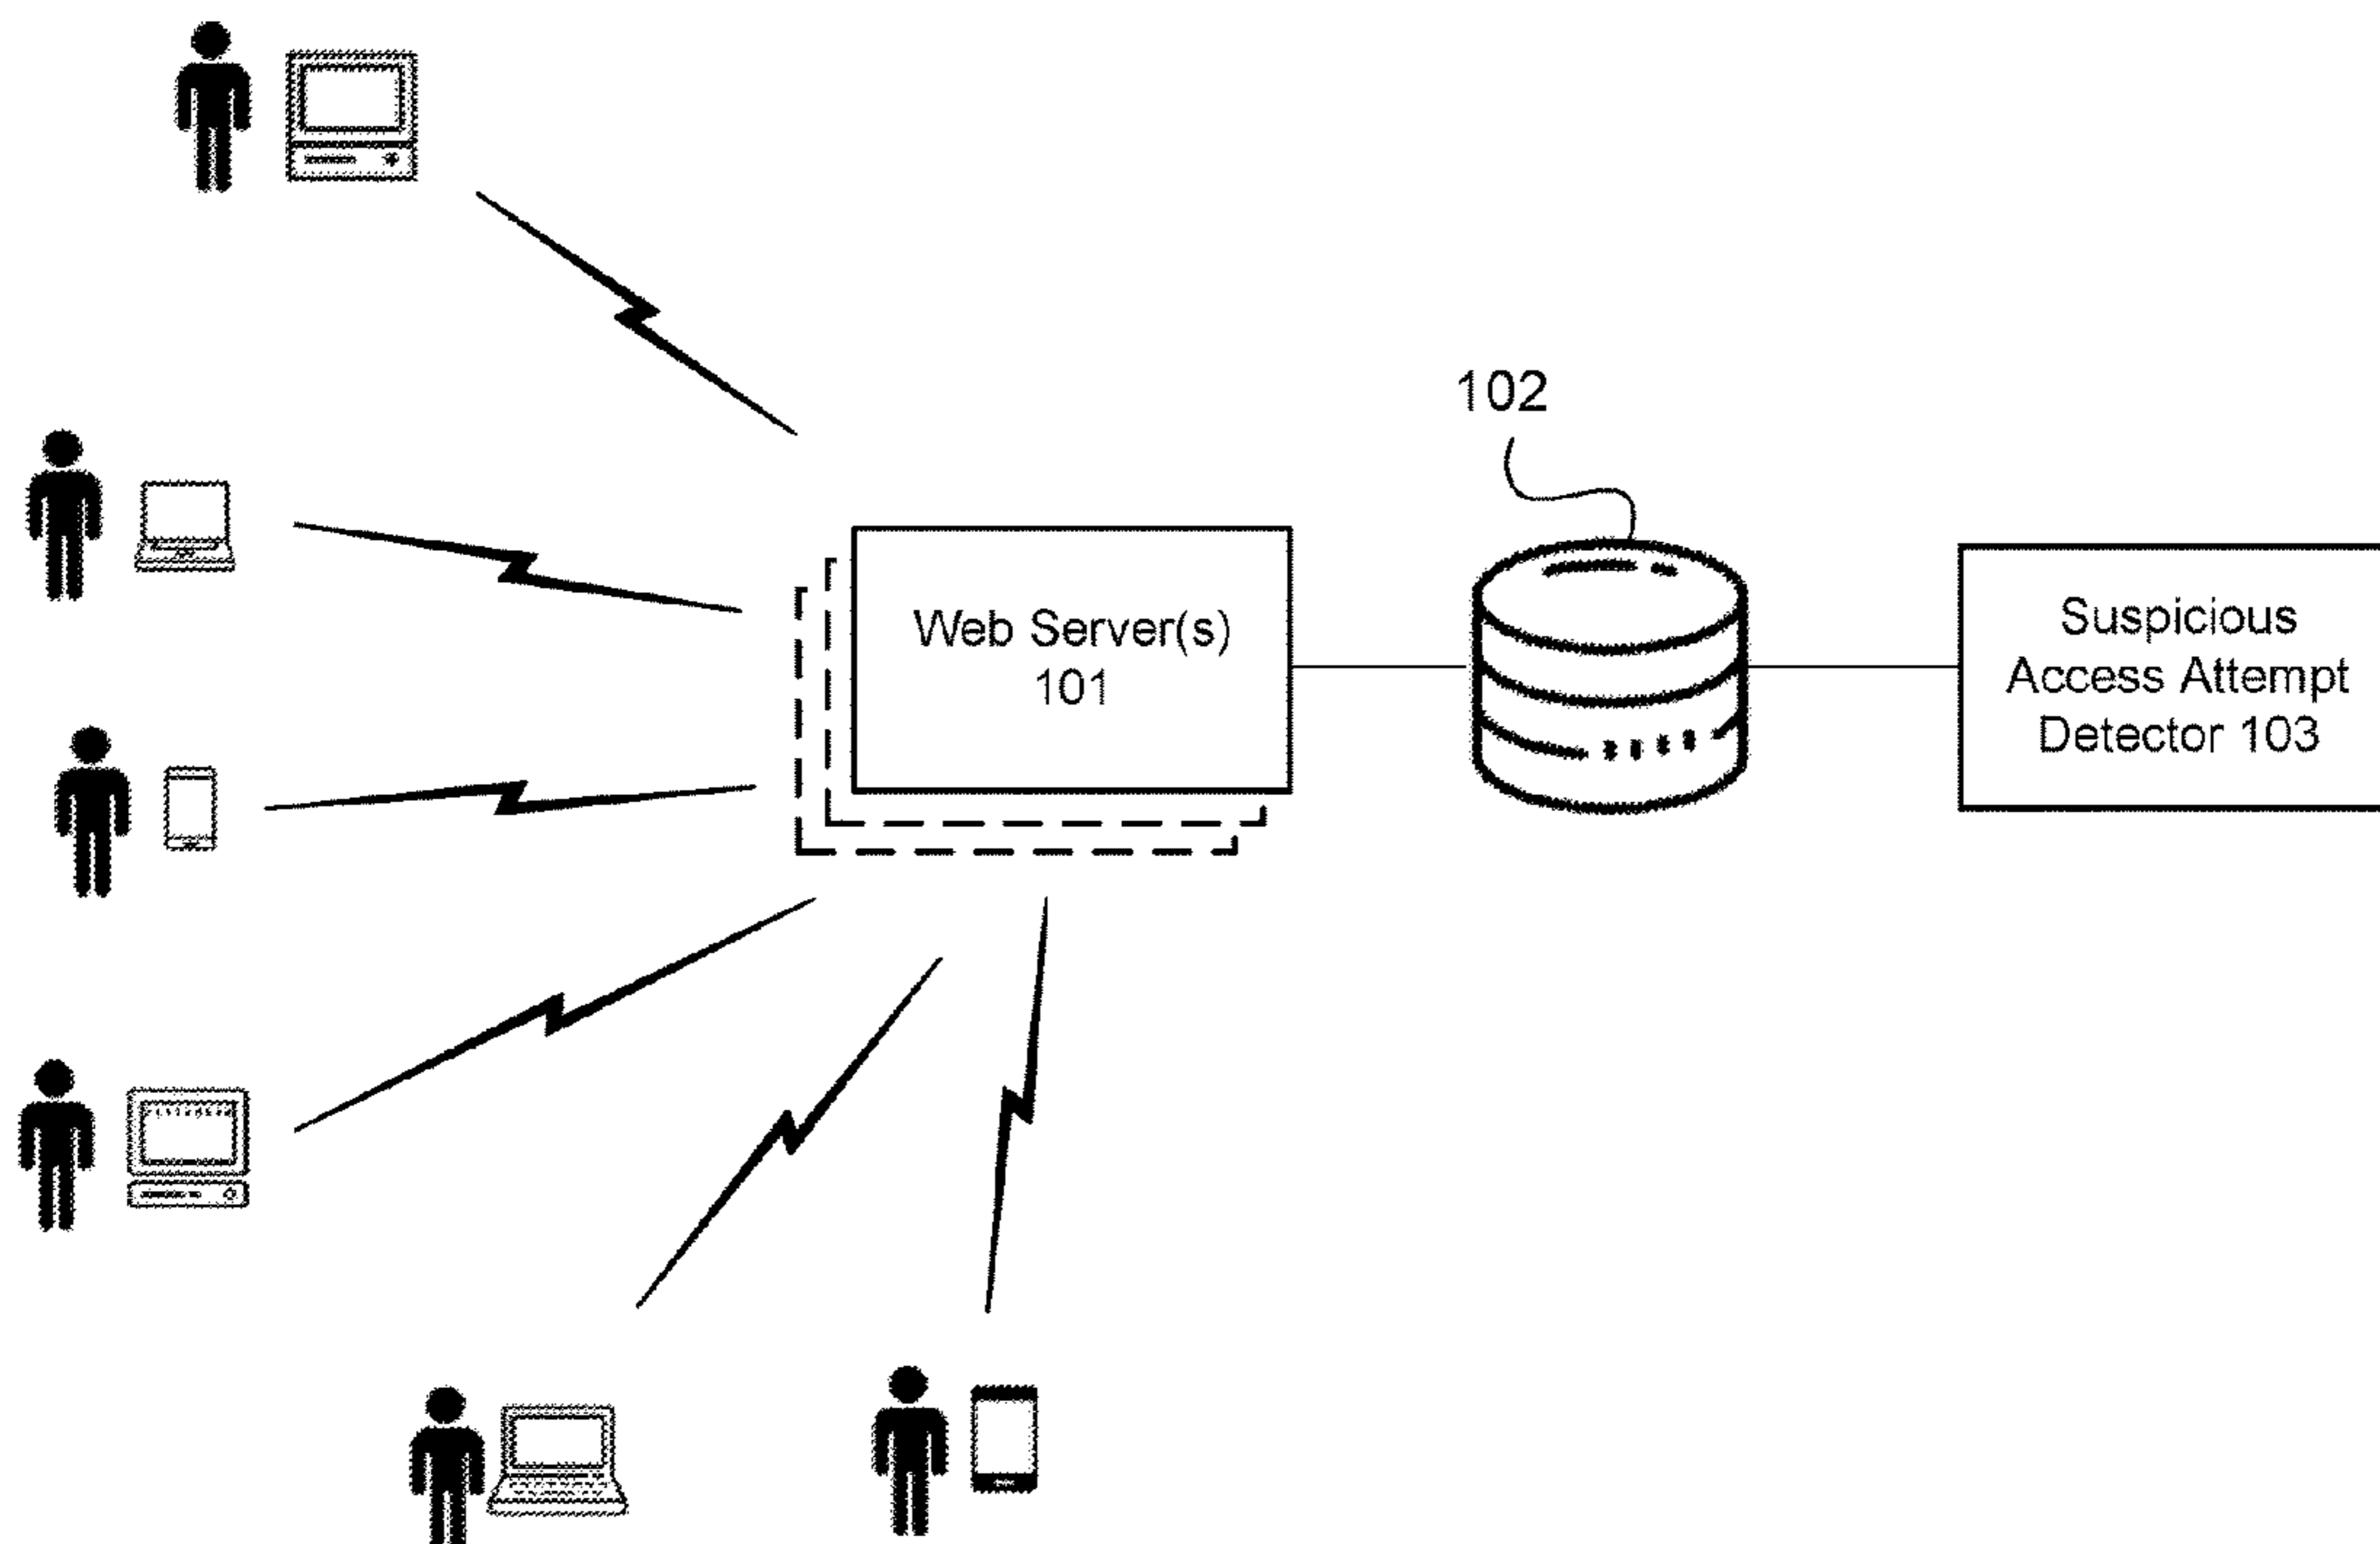 102
Web Server(s)
101
Suspicious
Access Attempt
Detector 103